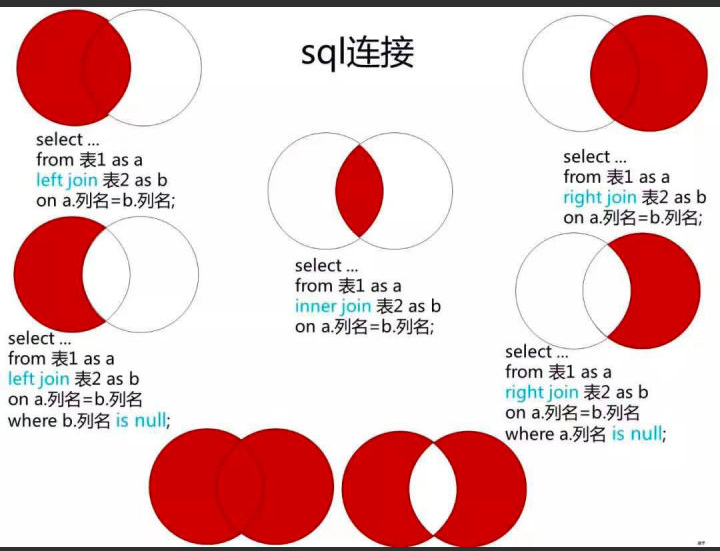 sql连接
select ...
from 表1 as a
left join 表2 as b
on a.列名=b.列名;
select ...
from 表1 as a
right join 表2 as b
on a.列名=b.列名;
select ...
from 表1 as a
inner join 表2 as b
on a.列名=b.列名;
select ...
from 表1 as a
left join 表2 as b
on a.列名=b.列名
where b.列名 is null;
select ...
from 表1 as a
right join 表2 as b
on a.列名=b.列名
where a.列名 is null;